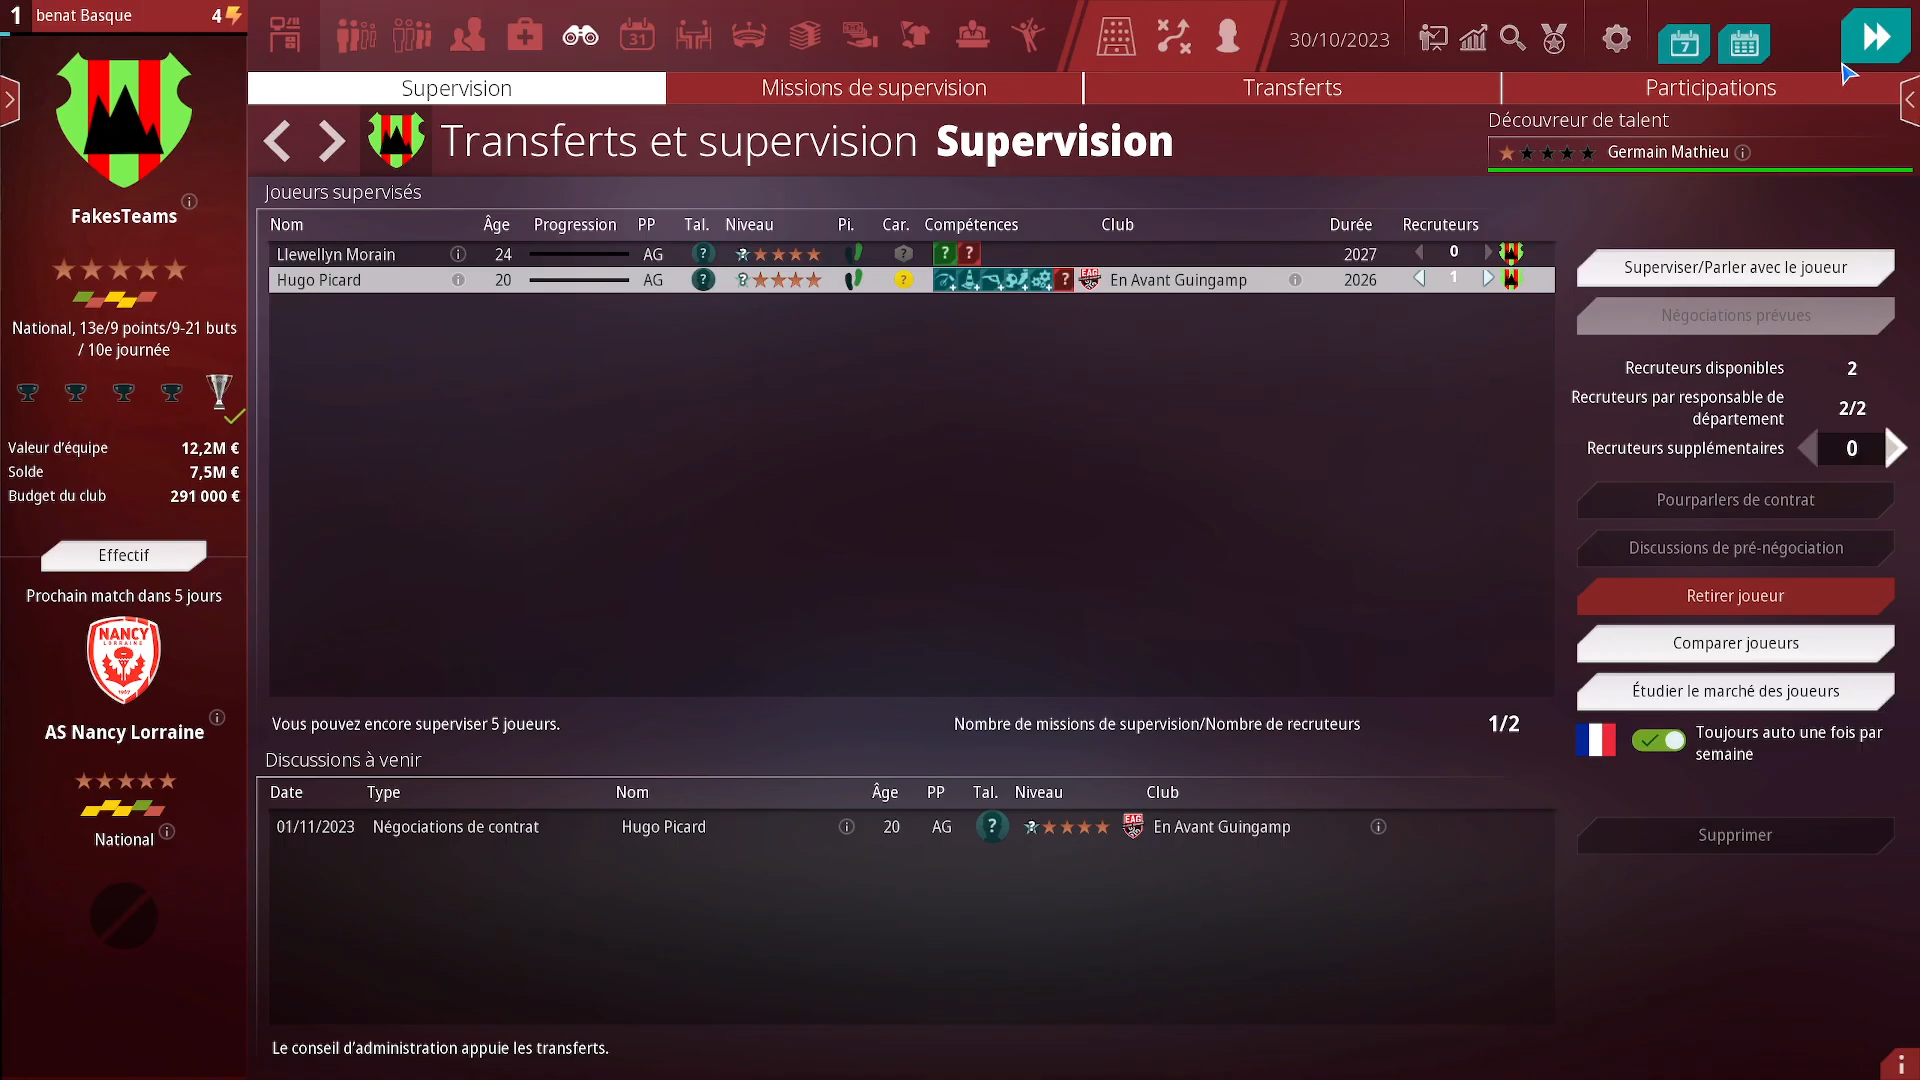 1 benat Basque 4
31
30/10/2023
7
Supervision Missions de supervision Transferts Participations
Transferts et supervision Supervision
Découvreur de talent
Germain Mathieu
FakesTeams
National, 13e/9 points/9-21 buts
/ 10e journée
Valeur d'équipe 12,2M €
Solde 7,5M €
Budget du club 291 000 €
Effectif
Prochain match dans 5 jours
NANCY
LORRAINE
AS Nancy Lorraine
National
Joueurs supervisés
Nom Âge Progression PP Tal. Niveau Pi. Car. Compétences Club Durée Recruteurs
Llewellyn Morain 24 AG ? ? ? ? ? 2027 0
Hugo Picard 20 AG ? ? ? ? EAG En Avant Guingamp 2026 1
Vous pouvez encore superviser 5 joueurs. Nombre de missions de supervision/Nombre de recruteurs 1/2
Discussions à venir
Date Type Nom Âge PP Tal. Niveau Club
01/11/2023 Négociations de contrat Hugo Picard 20 AG ? ? EAG En Avant Guingamp
Le conseil d'administration appuie les transferts.
Superviser/Parler avec le joueur
Négociations prévues
Recruteurs disponibles 2
Recruteurs par responsable de
département 2/2
Recruteurs supplémentaires 0
Pourparlers de contrat
Discussions de pré-négociation
Retirer joueur
Comparer joueurs
Étudier le marché des joueurs
Toujours auto une fois par
semaine
Supprimer